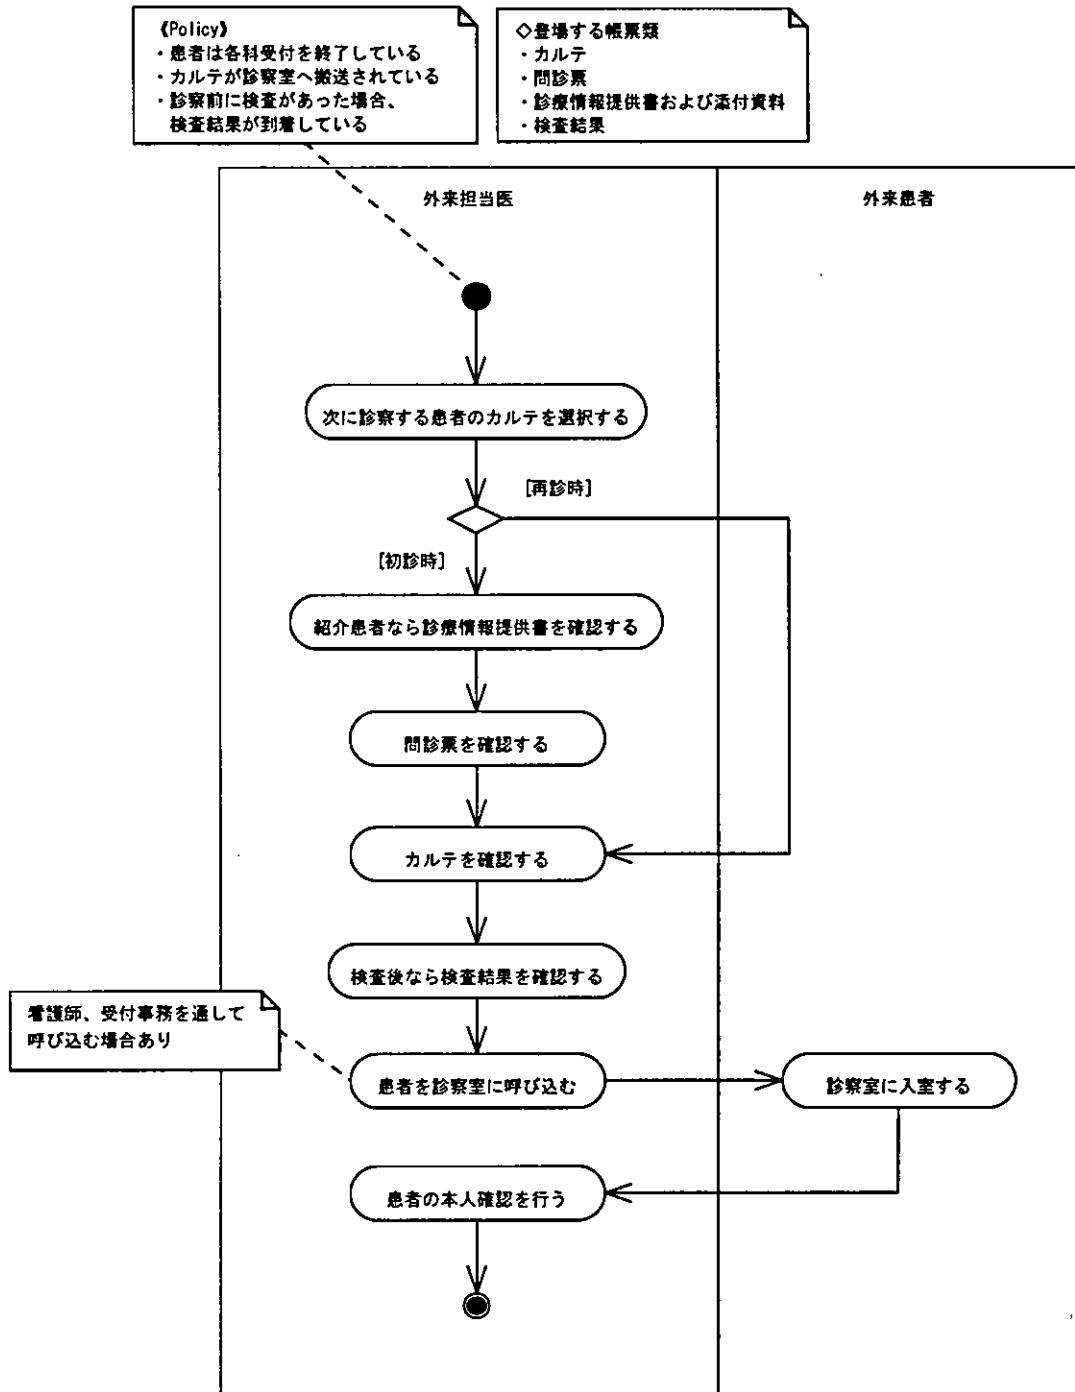 《Policy》
・患者は各科受付を終了している
・カルテが診察室へ搬送されている
・診察前に検査があった場合、
検査結果が到着している
◇登場する帳票類
・カルテ
・問診票
・診療情報提供書および添付資料
・検査結果
外来担当医
外来患者
次に診察する患者のカルテを選択する
[再診時]
[初診時]
紹介患者なら診療情報提供書を確認する
問診票を確認する
カルテを確認する
検査後なら検査結果を確認する
看護師、受付事務を通して
呼び込む場合あり
患者を診察室に呼び込む
診察室に入室する
患者の本人確認を行う